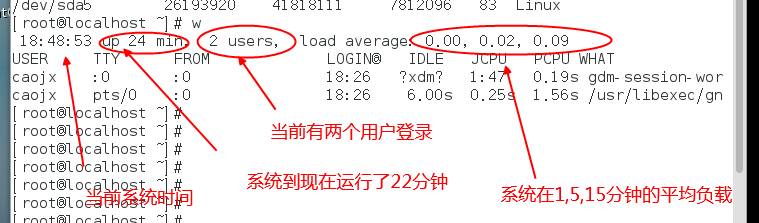 /dev/sda5 26193920 41818111 7812096 83 Linux
[root@localhost ~]# w
18:48:53 up 24 min, 2 users, load average: 0.00, 0.02, 0.09
USER TTY FROM LOGIN@ IDLE JCPU PCPU WHAT
caojx :0 :0 18:26 ?xdm? 1:47 0.19s gdm-session-wor
caojx pts/0 :0 18:26 6.00s 0.25s 1.56s /usr/libexec/gn
[root@localhost ~]#
[root@localhost ~]#
当前有两个用户登录
[root@localhost ~]#
[root@localhost ~]#
系统到现在运行了22分钟
[root@localhost ~]#
当前系统时间
系统在1,5,15分钟的平均负载
[root@localhost ~]#